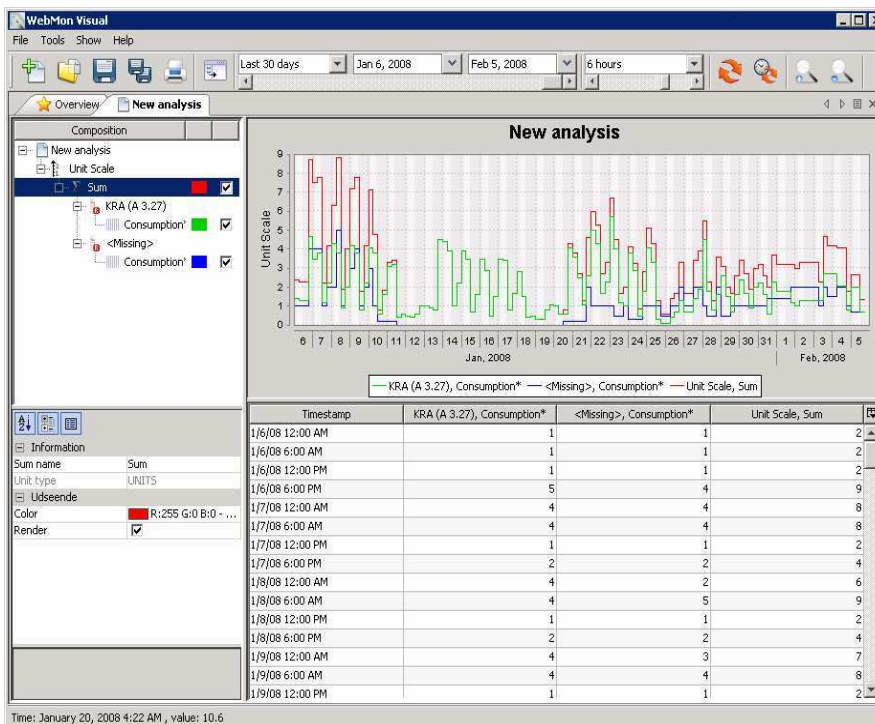 WebMon Visual
File Tools Show Help
Last 30 days Jan 6, 2008 Feb 5, 2008 6 hours
Overview New analysis
Composition
New analysis
Unit Scale
Σ Sum
KRA (A 3.27)
Consumption*
<Missing>
Consumption*
New analysis
Unit Scale
9
8
7
6
5
4
3
2
1
0
6 7 8 9 10 11 12 13 14 15 16 17 18 19 20 21 22 23 24 25 26 27 28 29 30 31 1 2 3 4 5
Jan, 2008 Feb, 2008
KRA (A 3.27), Consumption* <Missing>, Consumption* Unit Scale, Sum
Information
Sum name Sum
Unit type UNITS
Udseende
Color R:255 G:0 B:0 - ...
Render
Timestamp KRA (A 3.27), Consumption* <Missing>, Consumption* Unit Scale, Sum
1/6/08 12:00 AM 1 1 2
1/6/08 6:00 AM 1 1 2
1/6/08 12:00 PM 1 1 2
1/6/08 6:00 PM 5 4 9
1/7/08 12:00 AM 4 4 8
1/7/08 6:00 AM 4 4 8
1/7/08 12:00 PM 1 1 2
1/7/08 6:00 PM 2 2 4
1/8/08 12:00 AM 4 2 6
1/8/08 6:00 AM 4 5 9
1/8/08 12:00 PM 1 1 2
1/8/08 6:00 PM 2 2 4
1/9/08 12:00 AM 4 3 7
1/9/08 6:00 AM 4 4 8
1/9/08 12:00 PM 1 1 2
Time: January 20, 2008 4:22 AM , value: 10.6